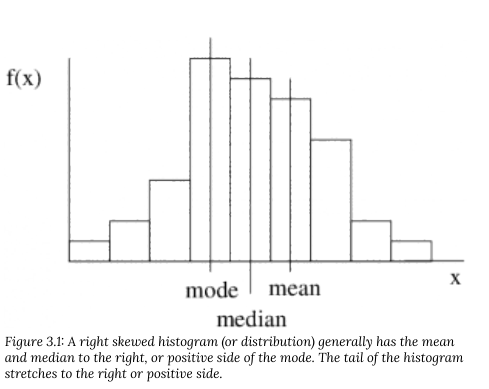 f(x)
x
mode mean
median
Figure 3.1: A right skewed histogram (or distribution) generally has the mean
and median to the right, or positive side of the mode. The tail of the histogram
stretches to the right or positive side.